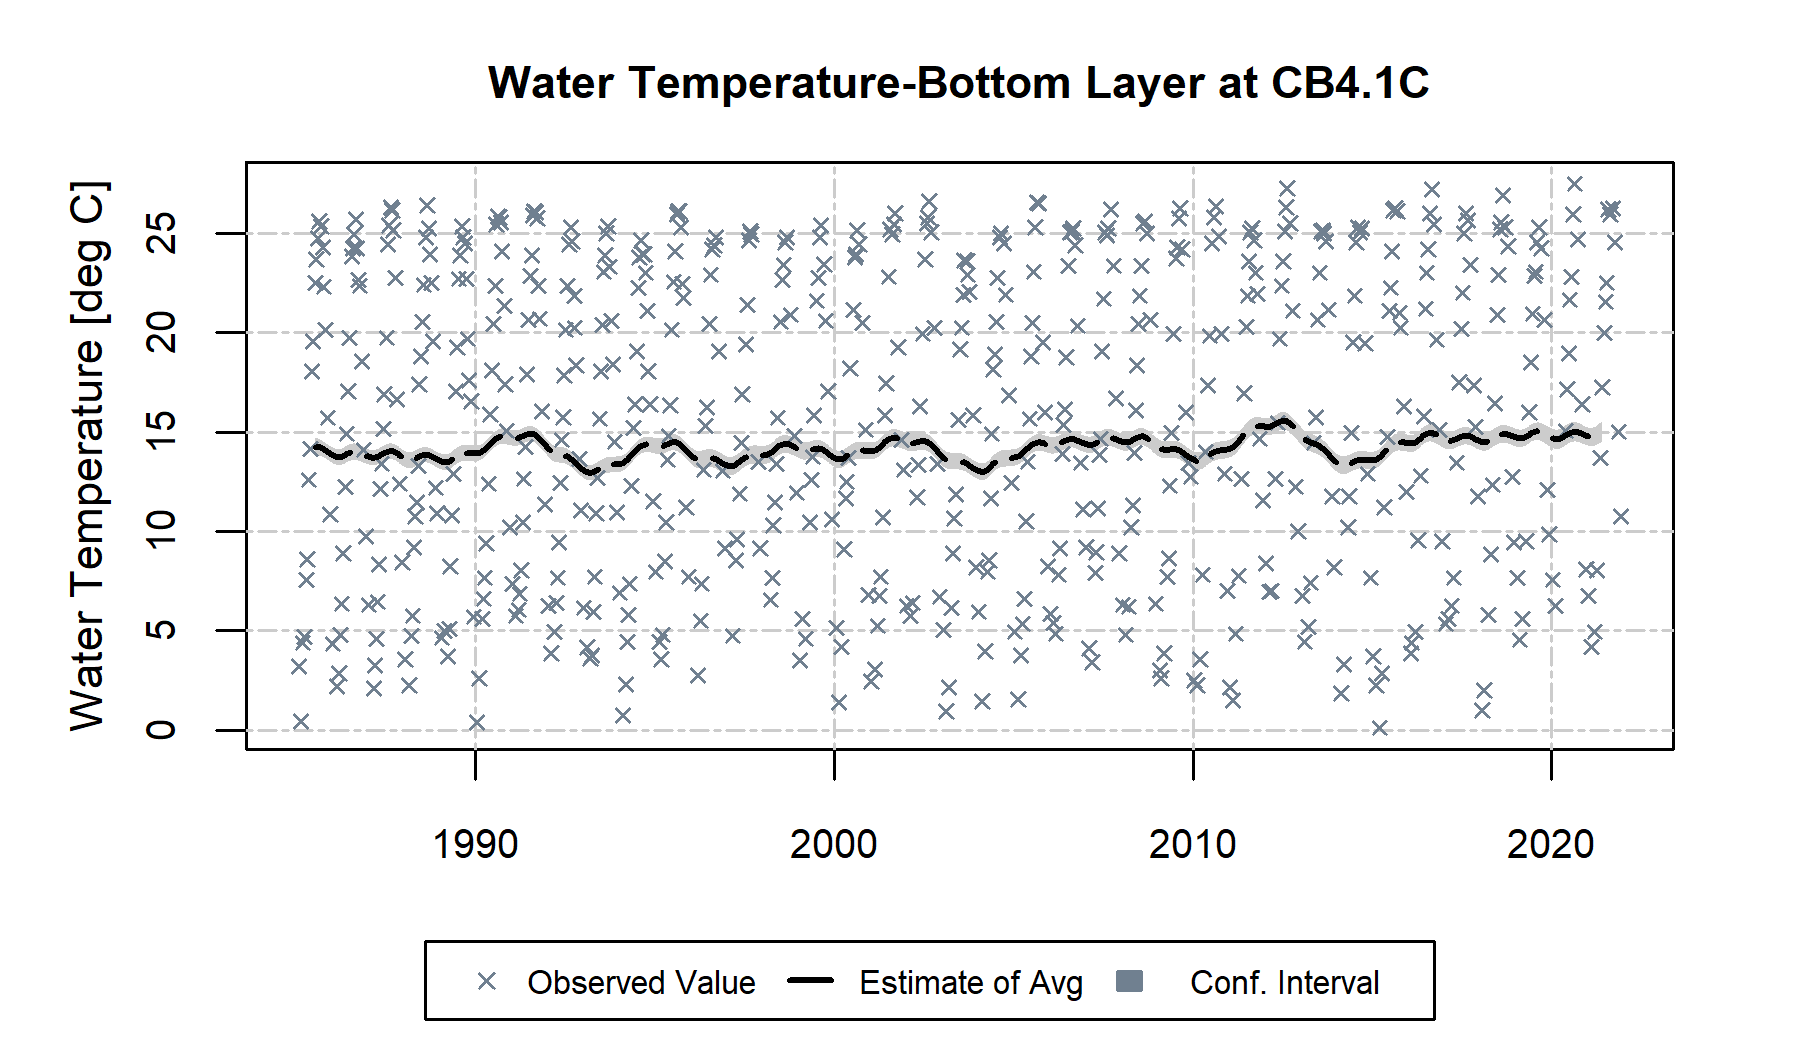 Water Temperature-Bottom Layer at CB4.1C
Water Temperature [deg C]
25
20
15
10
5
0
1990 2000 2010 2020
Observed Value Estimate of Avg Conf. Interval